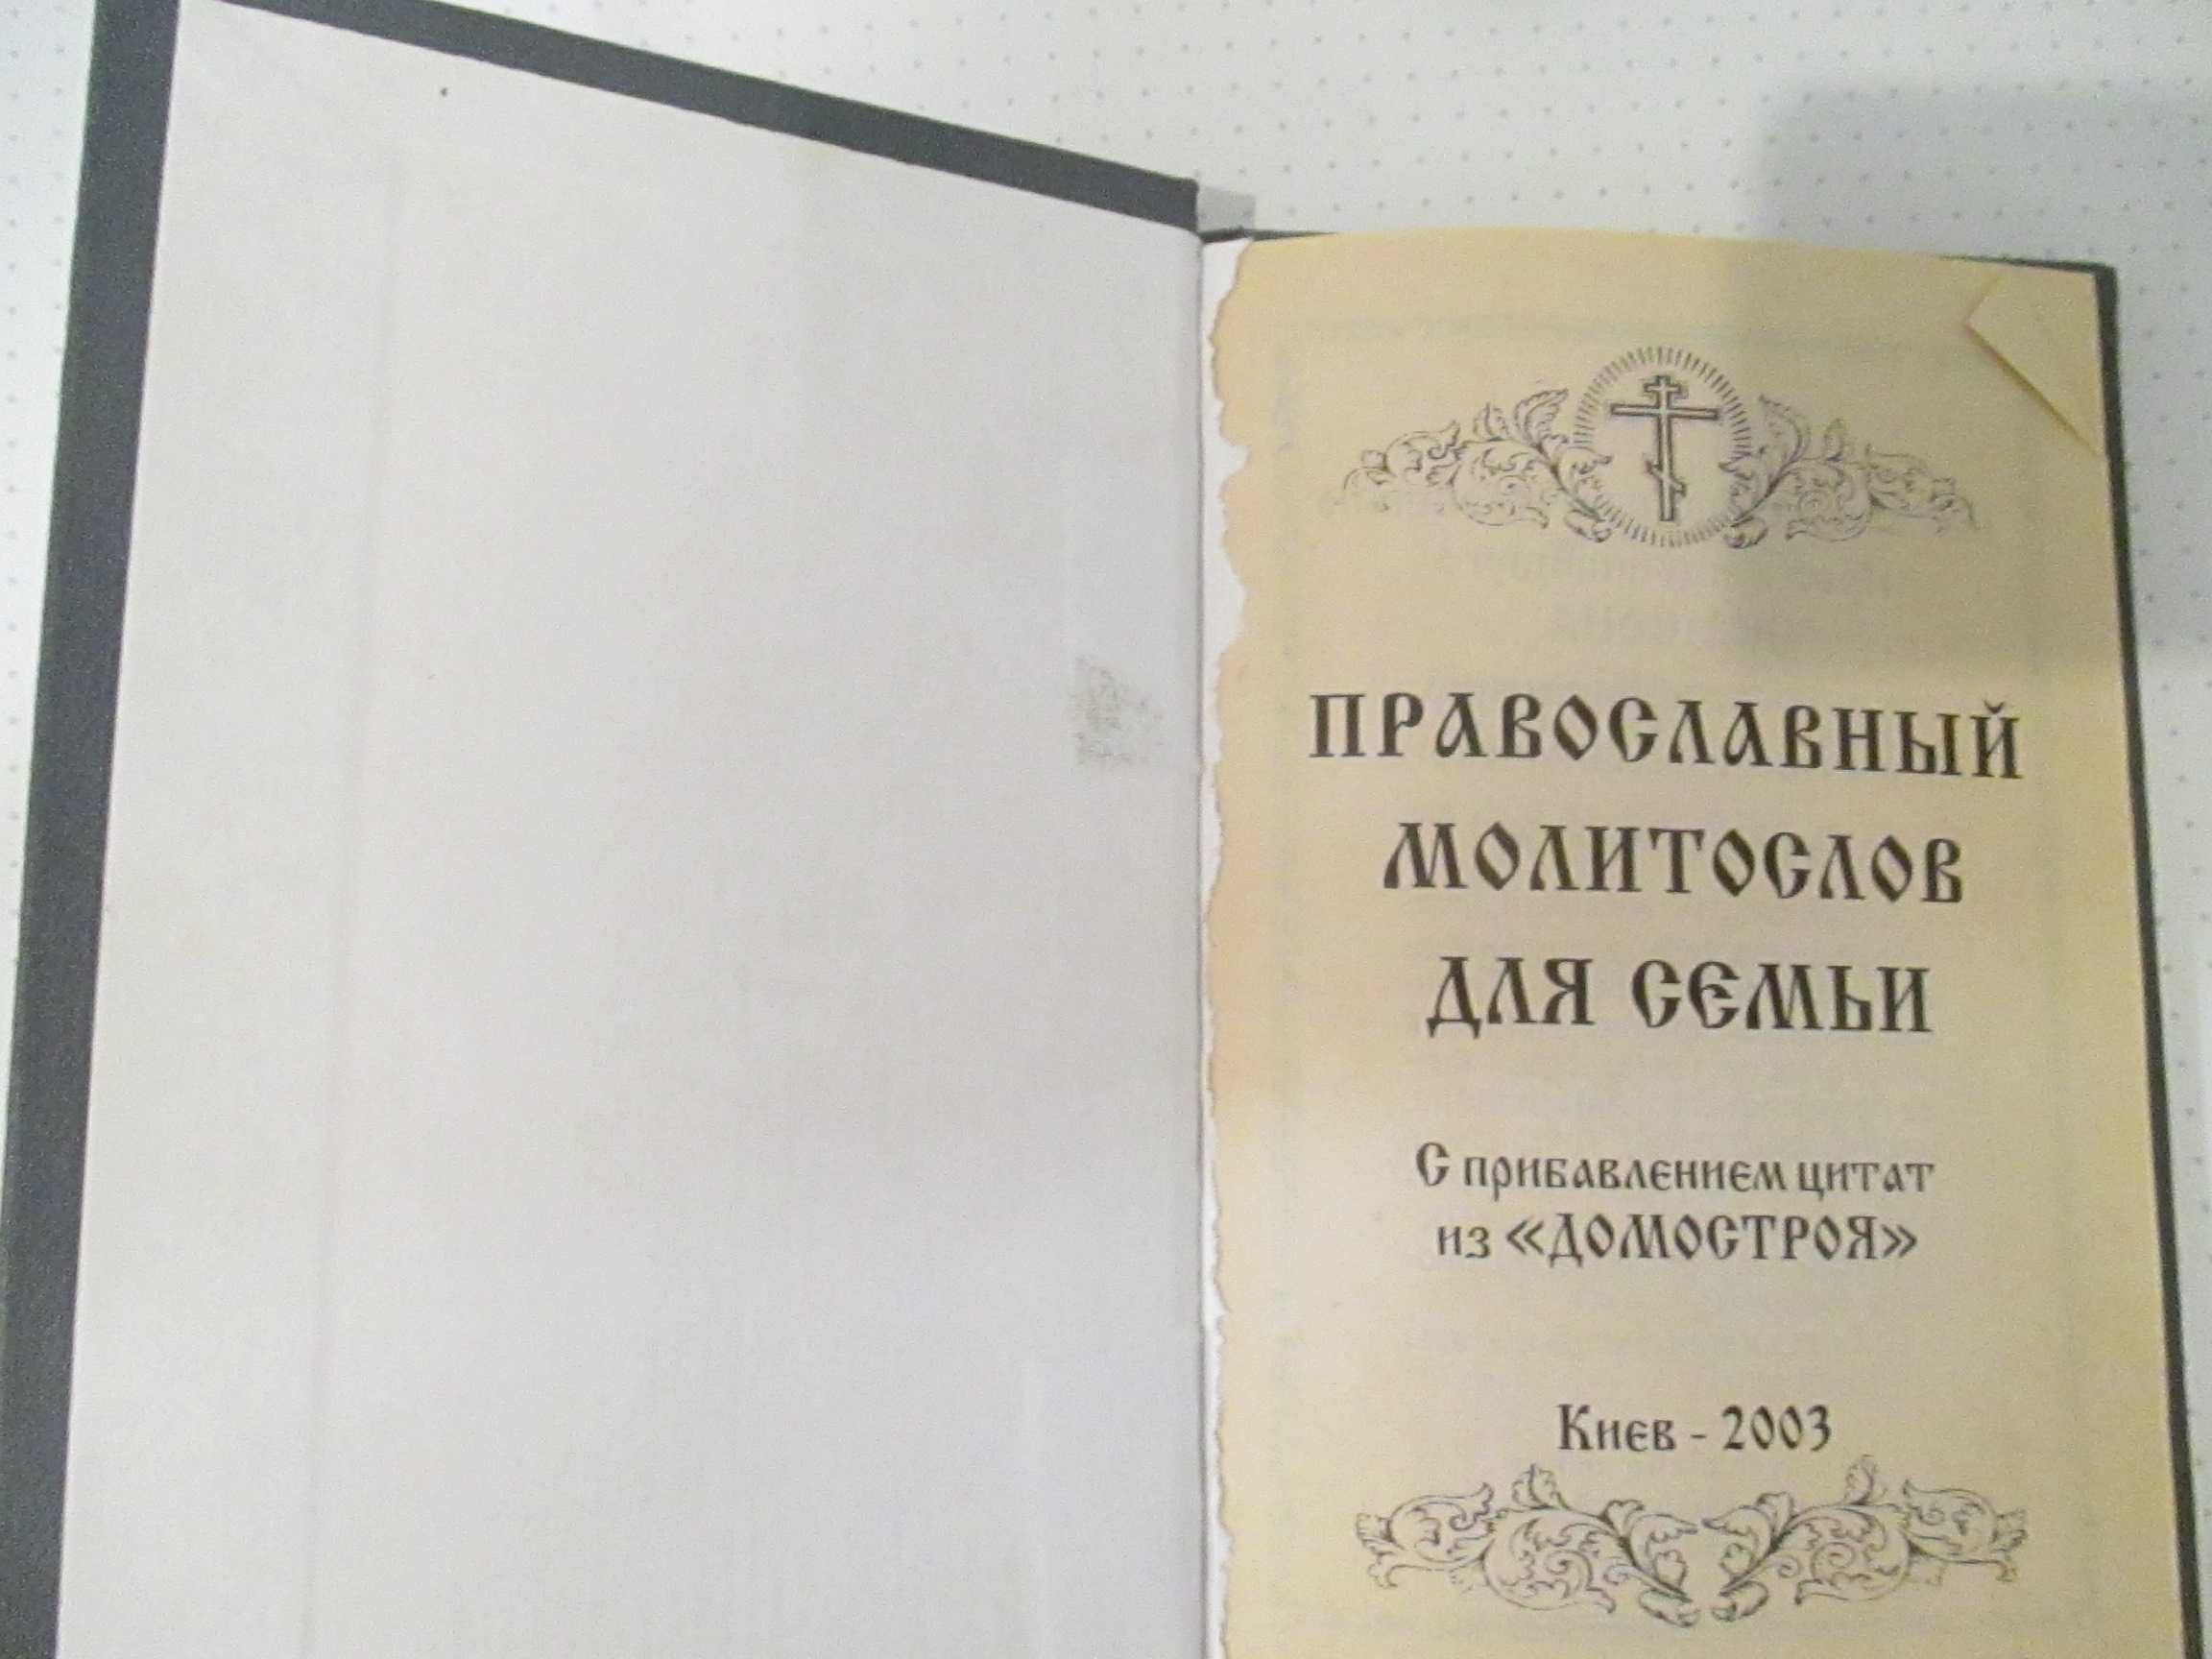 ПРАВОСЛАВНЫЙ
МОЛИТОСЛОВ
ДЛЯ СЕМЬИ
С прибавлением цитат
из «ДОМОСТРОЯ»
Киев - 2003